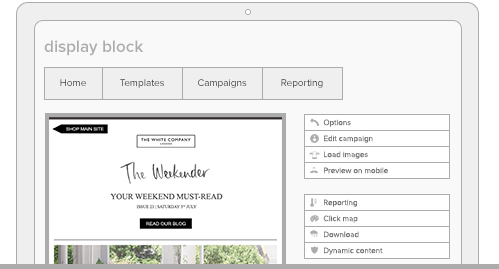 display block
Home Templates Campaigns Reporting
SHOP MAIN SITE
THE WHITE COMPANY
The Weekender
YOUR WEEKEND MUST-READ
ISSUE 23 | SATURDAY 5TH JULY
READ OUR BLOG
Options
Edit campaign
Load images
Preview on mobile
Reporting
Click map
Download
Dynamic content